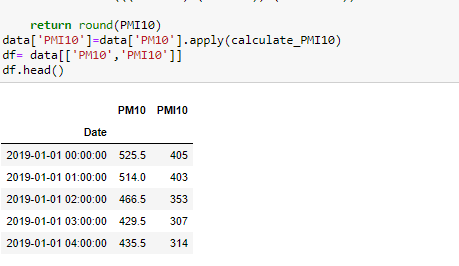 return round(PMI10)
data['PMI10']=data['PM10'].apply(calculate_PMI10)
df= data[['PM10','PMI10']]
df.head()
PM10 PMI10
Date
2019-01-01 00:00:00 525.5 405
2019-01-01 01:00:00 514.0 403
2019-01-01 02:00:00 466.5 353
2019-01-01 03:00:00 429.5 307
2019-01-01 04:00:00 435.5 314